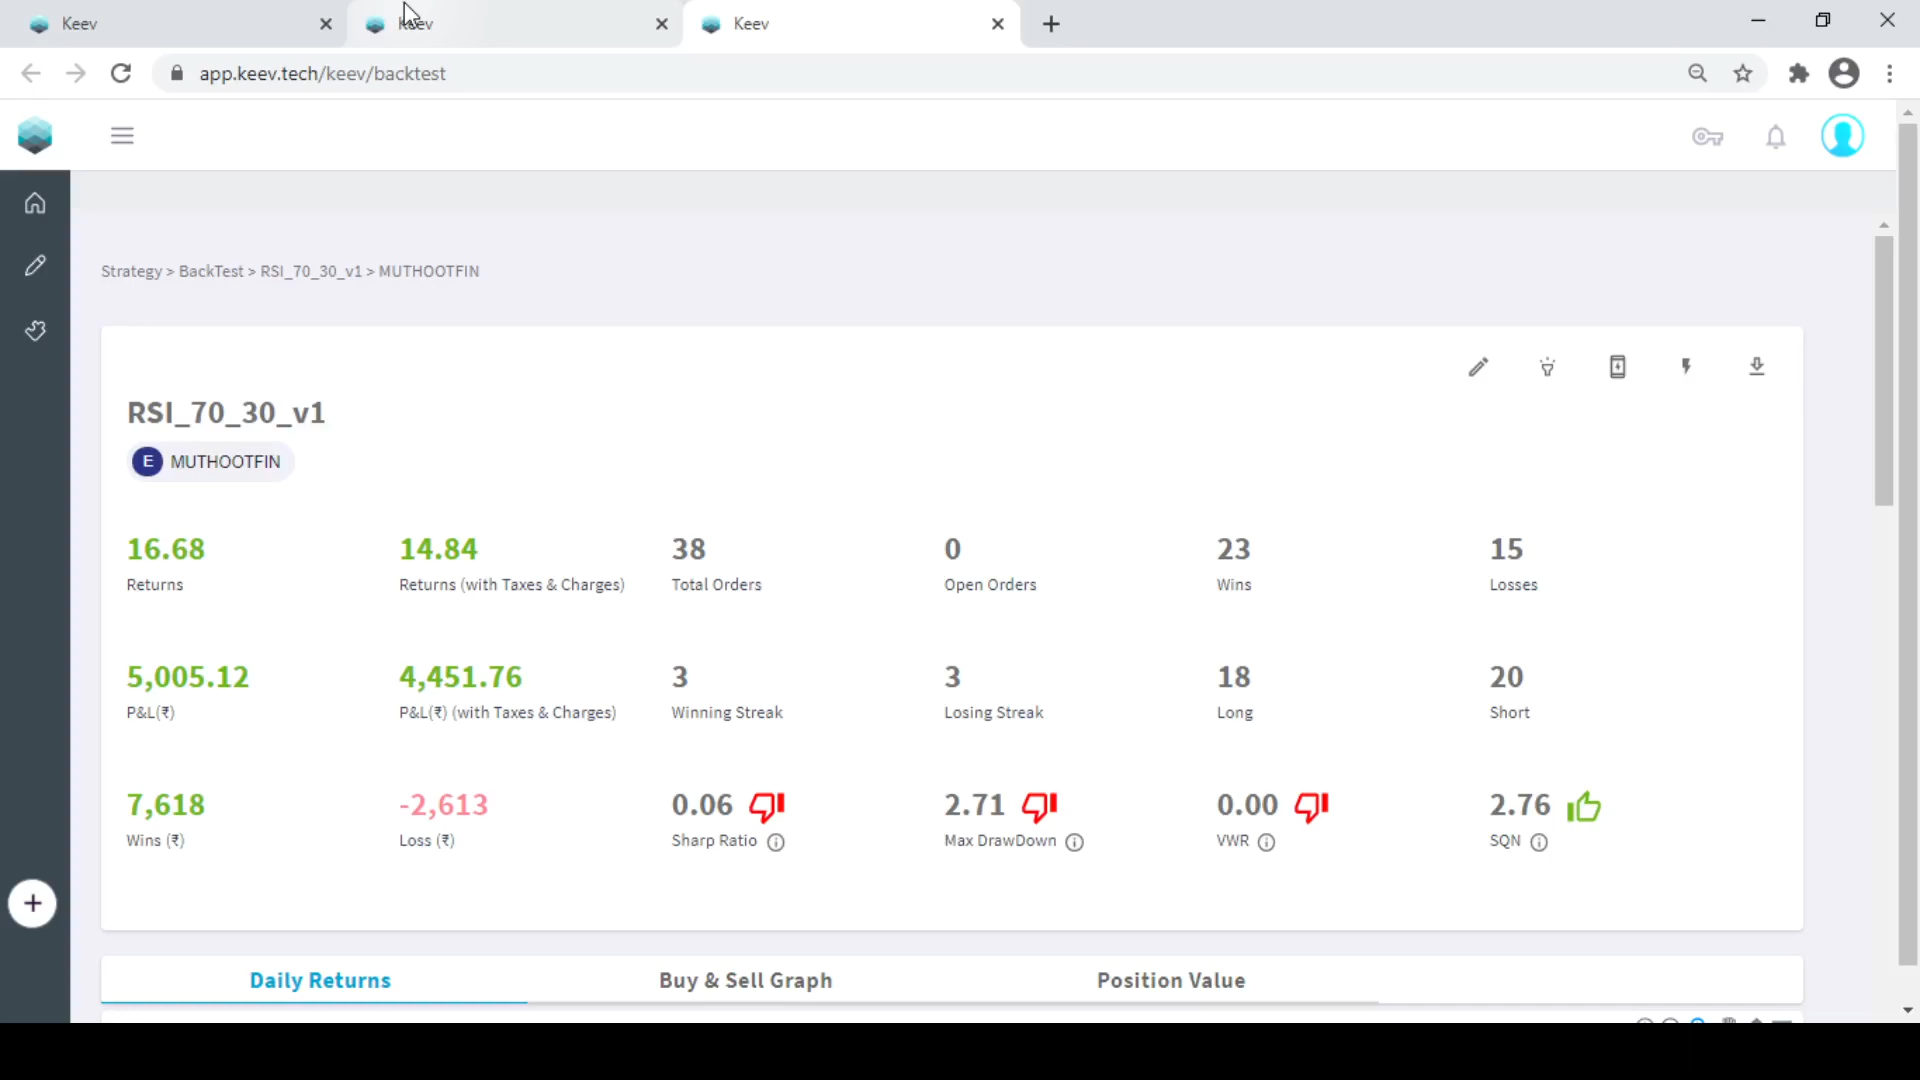 Keev
Keev
Keev
app.keev.tech/keev/backtest
Strategy > BackTest > RSI_70_30_v1 > MUTHOOTFIN
RSI_70_30_v1
E MUTHOOTFIN
16.68
Returns
14.84
Returns (with Taxes & Charges)
38
Total Orders
0
Open Orders
23
Wins
15
Losses
5,005.12
P&L(₹)
4,451.76
P&L(₹) (with Taxes & Charges)
3
Winning Streak
3
Losing Streak
18
Long
20
Short
7,618
Wins (₹)
-2,613
Loss (₹)
0.06
Sharp Ratio
2.71
Max DrawDown
0.00
VWR
2.76
SQN
Daily Returns
Buy & Sell Graph
Position Value